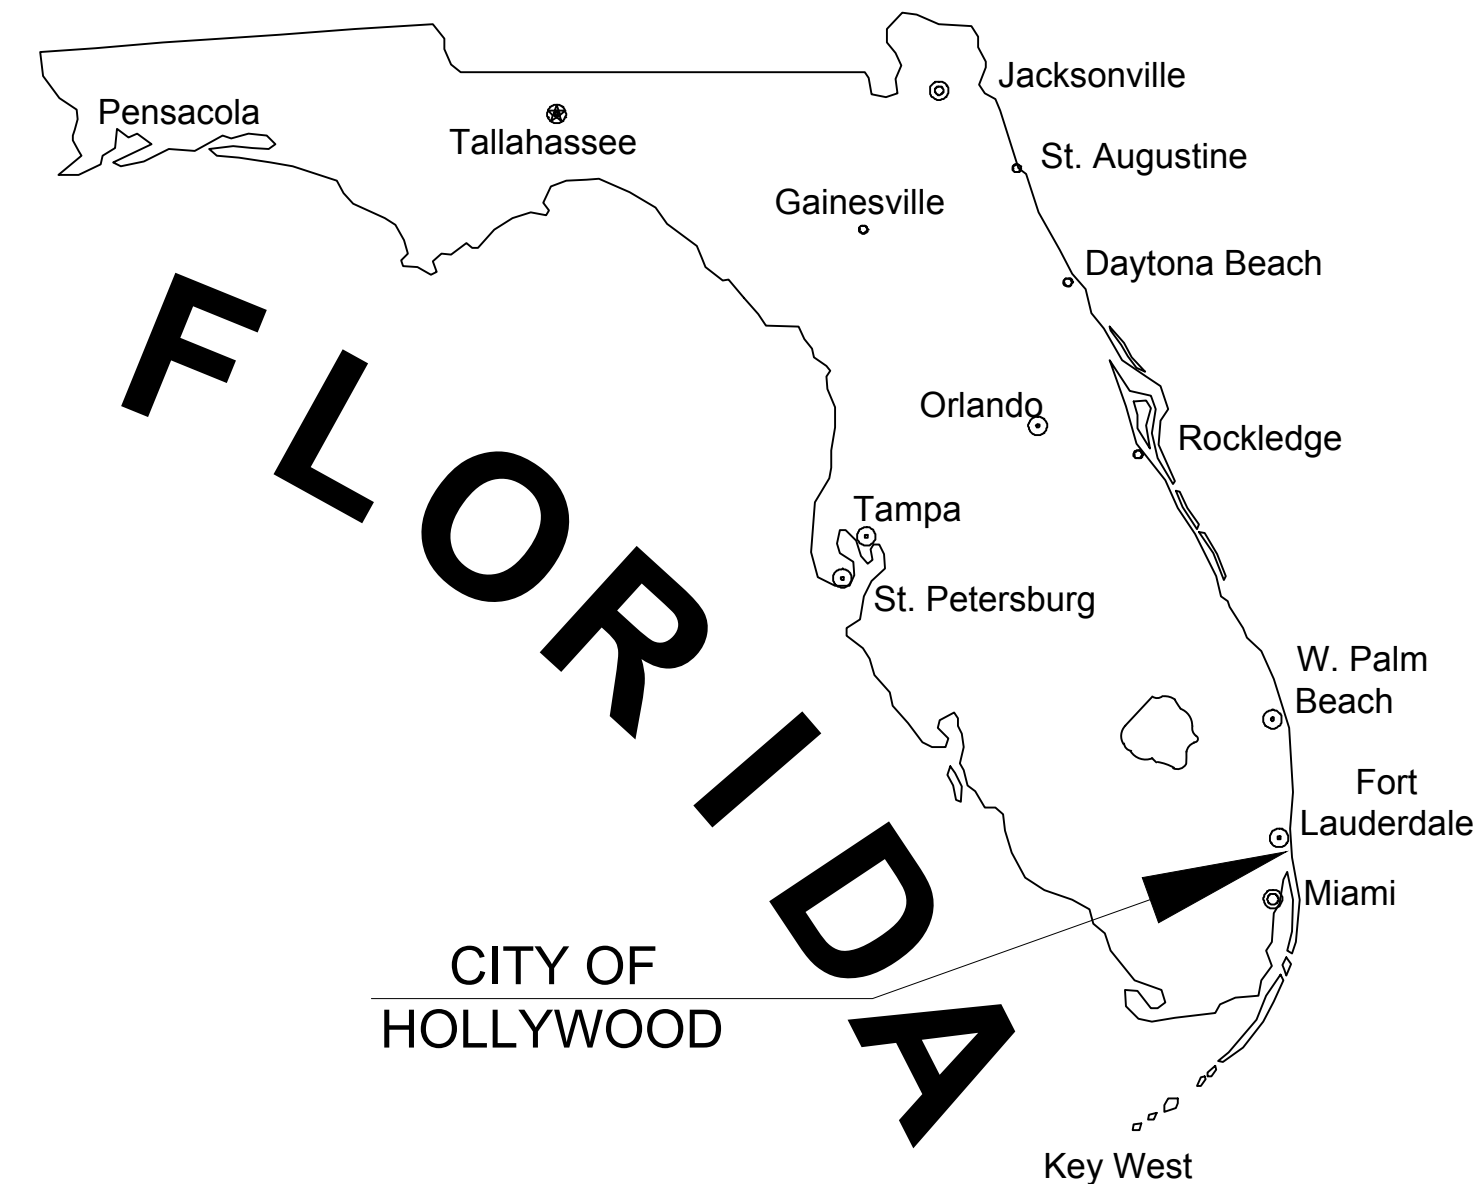 Jacksonville
Pensacola
Tallahassee
St. Augustine
Gainesville
Daytona Beach
FLORIDA
Orlando
Rockledge
Tampa
St. Petersburg
W. Palm
Beach
Fort
Lauderdale
Miami
CITY OF
HOLLYWOOD
Key West